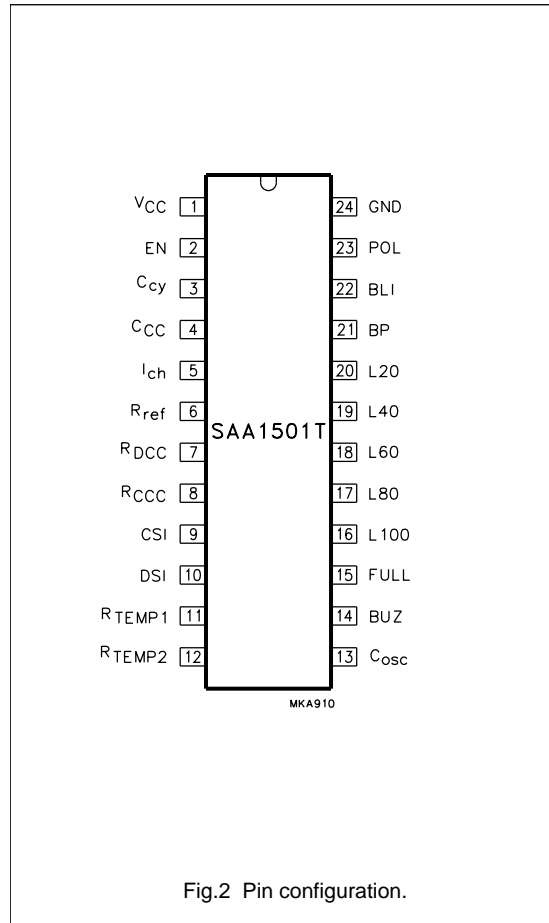 VCC 1 24 GND
EN 2 23 POL
Ccy 3 22 BLI
CCC 4 21 BP
Ich 5 20 L20
Rref 6 19 L40
SAA1501T
RDCC 7 18 L60
RCCC 8 17 L80
CSI 9 16 L100
DSI 10 15 FULL
RTEMP1 11 14 BUZ
RTEMP2 12 13 Cosc
MKA910
Fig.2 Pin configuration.